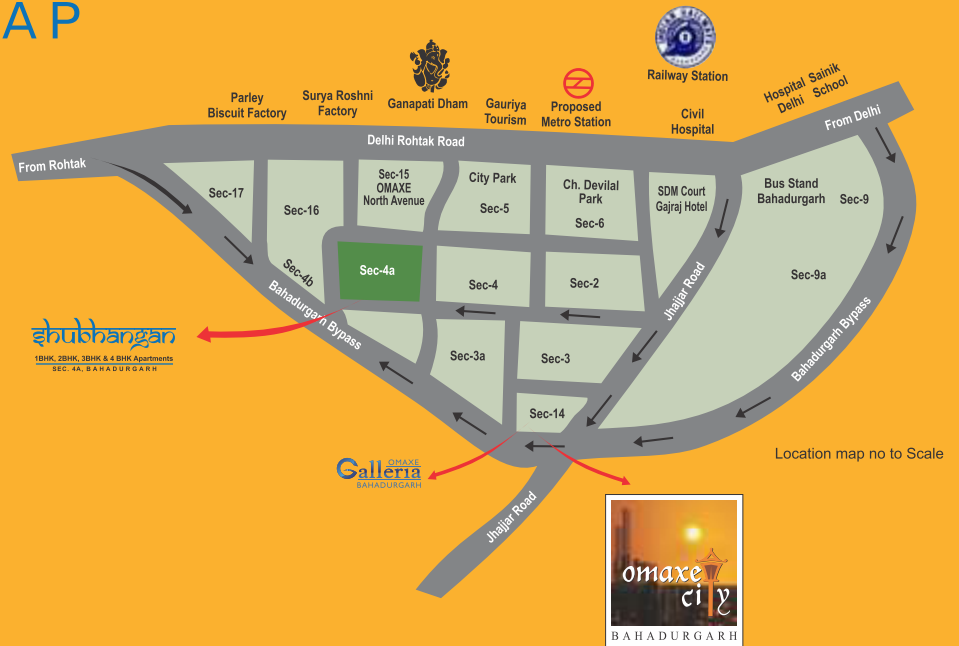 AP
Railway Station
Hospital Sainik
Delhi School
Parley
Biscuit Factory
Surya Roshni
Factory
Ganapati Dham
Gauriya
Tourism
Proposed
Metro Station
Civil
Hospital
From Delhi
Delhi Rohtak Road
From Rohtak
Sec-17
Sec-16
Sec-15
OMAXE
North Avenue
City Park
Sec-5
Ch. Devilal
Park
Sec-6
SDM Court
Gajraj Hotel
Bus Stand
Bahadurgarh
Sec-9
Sec-4b
Sec-4a
Sec-4
Sec-2
Sec-9a
Jhajjar Road
Bahadurgarh Bypass
Bahadurgarh Bypass
shubhangan
1BHK, 2BHK, 3BHK & 4 BHK Apartments
SEC. 4A, BAHADURGARH
Sec-3a
Sec-3
Sec-14
Location map no to Scale
OMAXE
Galleria
BAHADURGARH
Jhajjar Road
omaxe
city
BAHADURGARH